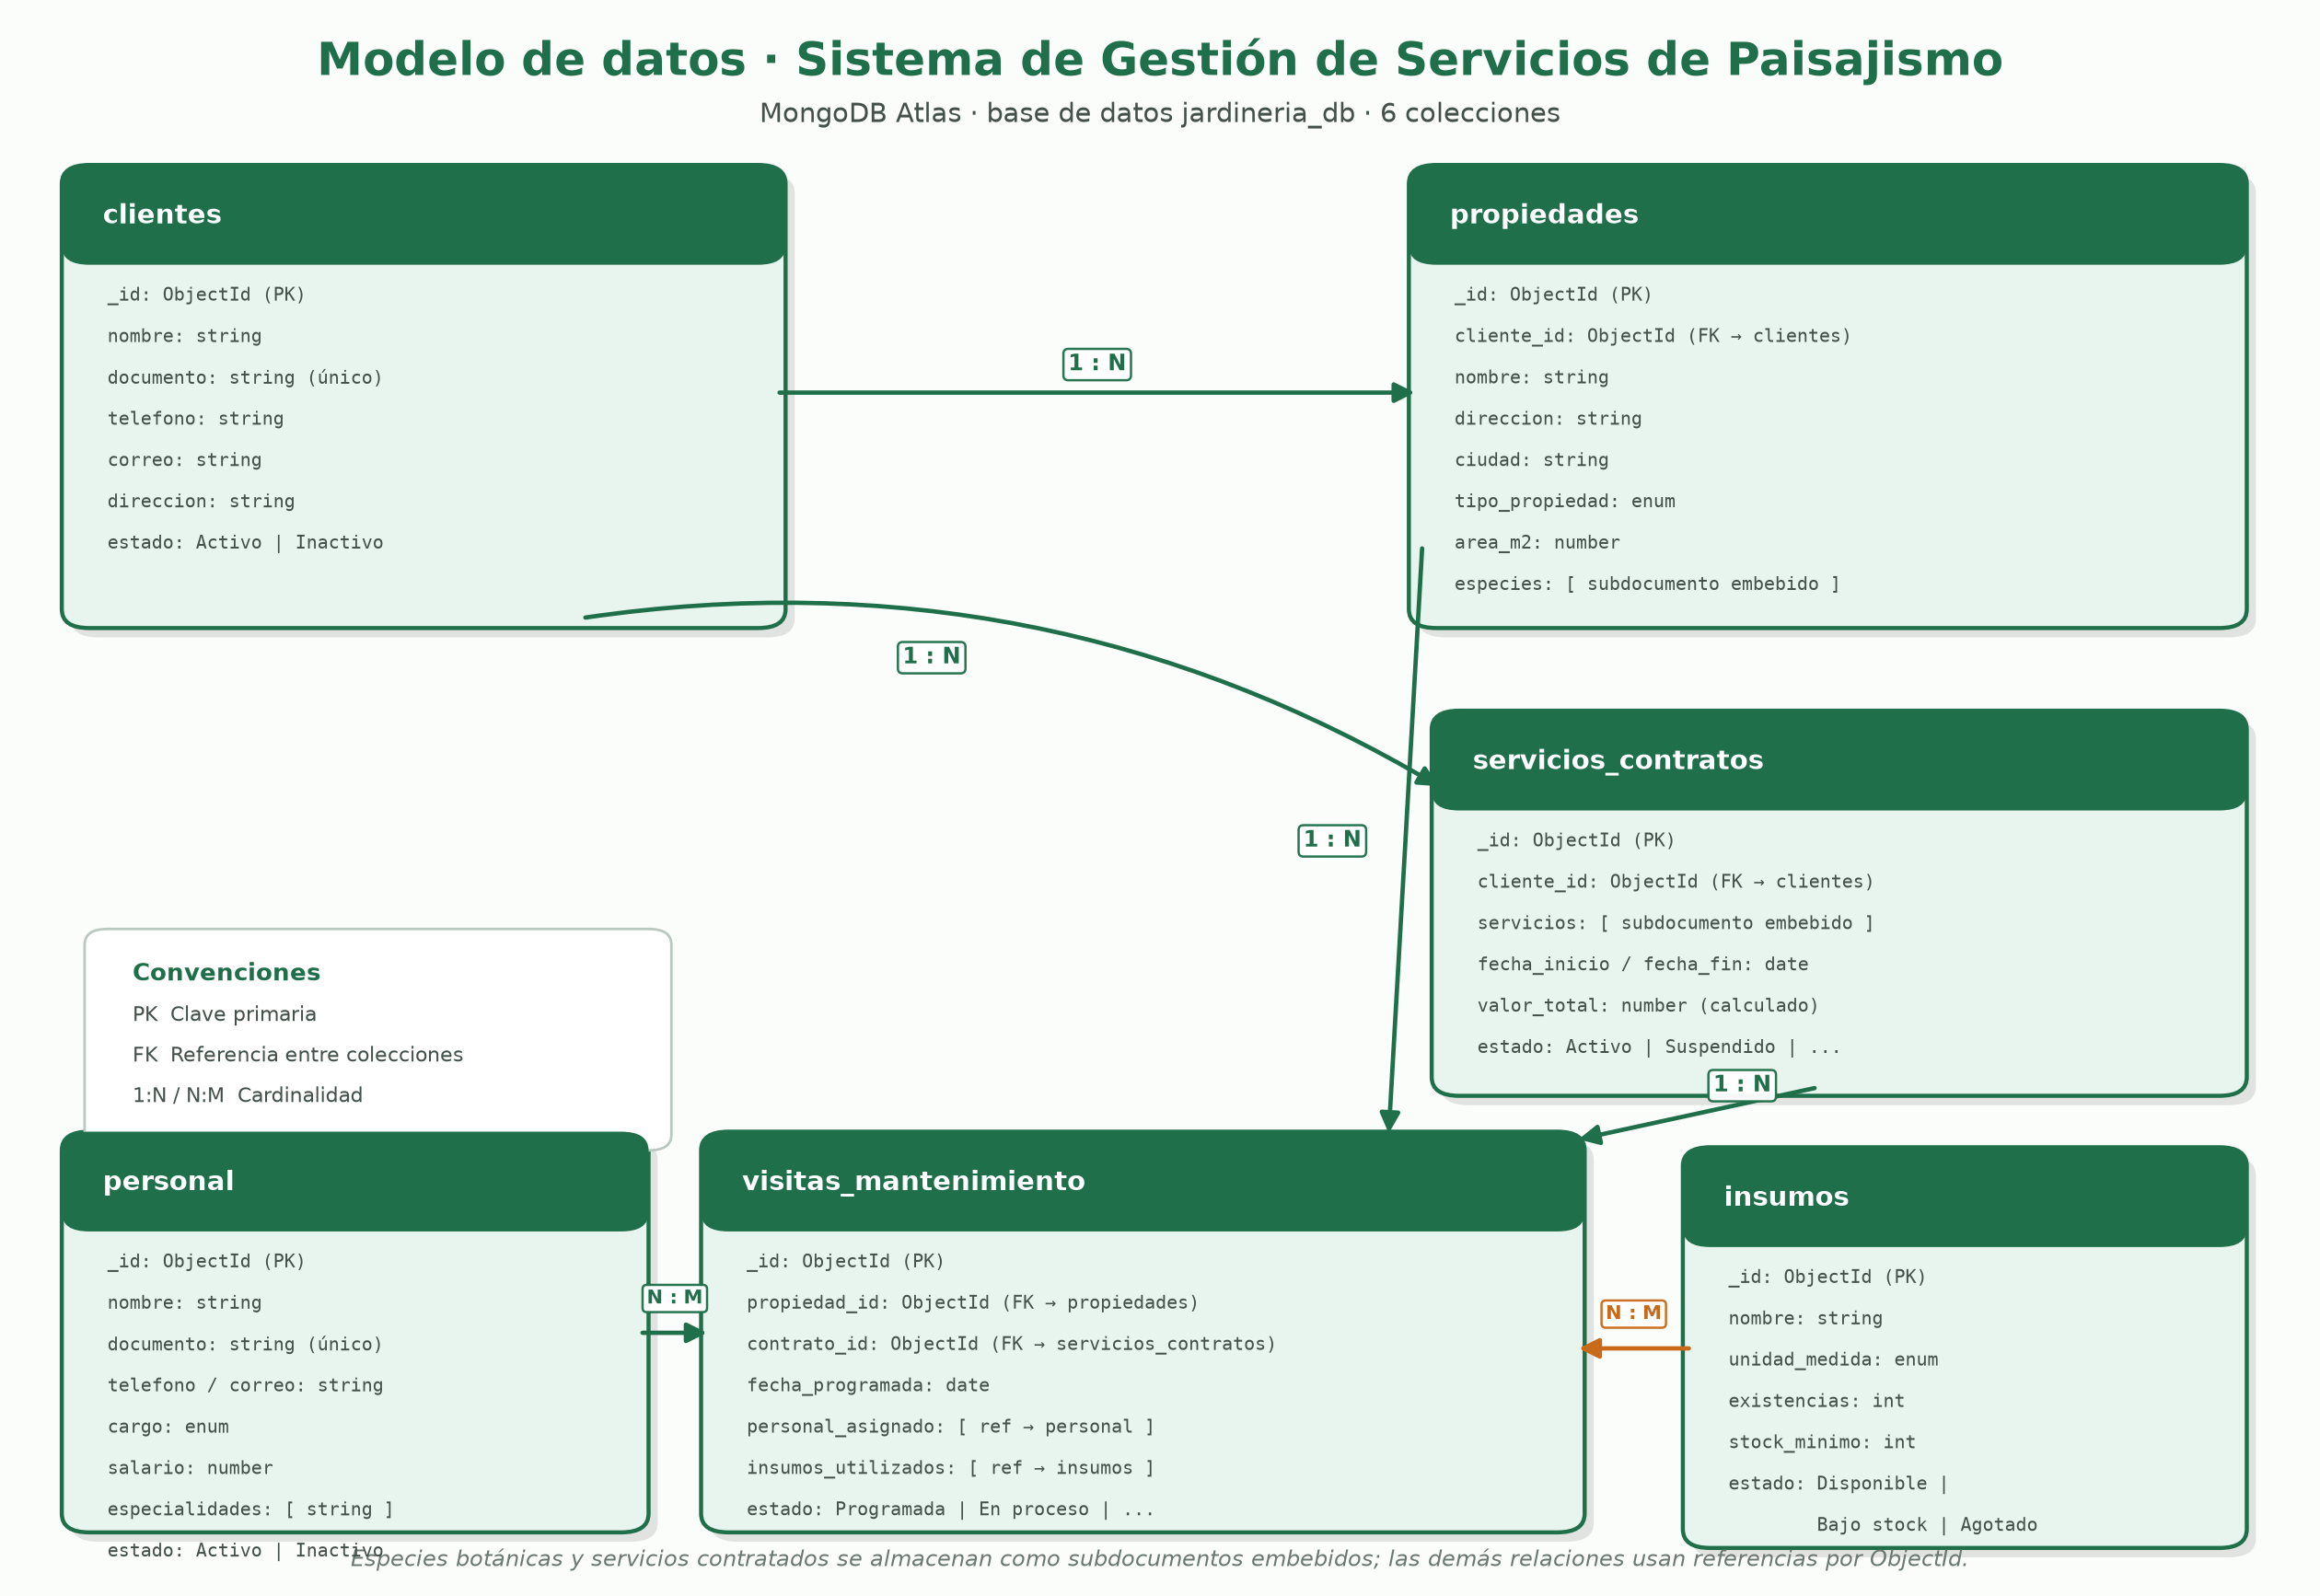 Modelo de datos · Sistema de Gestión de Servicios de Paisajismo
MongoDB Atlas · base de datos jardineria_db · 6 colecciones
clientes
_id: ObjectId (PK)
nombre: string
documento: string (único)
telefono: string
correo: string
direccion: string
estado: Activo | Inactivo
1 : N
propiedades
_id: ObjectId (PK)
cliente_id: ObjectId (FK → clientes)
nombre: string
direccion: string
ciudad: string
tipo_propiedad: enum
area_m2: number
especies: [ subdocumento embebido ]
1 : N
1 : N
servicios_contratos
_id: ObjectId (PK)
cliente_id: ObjectId (FK → clientes)
servicios: [ subdocumento embebido ]
fecha_inicio / fecha_fin: date
valor_total: number (calculado)
estado: Activo | Suspendido | ...
1 : N
Convenciones
PK  Clave primaria
FK  Referencia entre colecciones
1:N / N:M  Cardinalidad
personal
_id: ObjectId (PK)
nombre: string
documento: string (único)
telefono / correo: string
cargo: enum
salario: number
especialidades: [ string ]
estado: Activo | Inactivo
N : M
visitas_mantenimiento
_id: ObjectId (PK)
propiedad_id: ObjectId (FK → propiedades)
contrato_id: ObjectId (FK → servicios_contratos)
fecha_programada: date
personal_asignado: [ ref → personal ]
insumos_utilizados: [ ref → insumos ]
estado: Programada | En proceso | ...
N : M
insumos
_id: ObjectId (PK)
nombre: string
unidad_medida: enum
existencias: int
stock_minimo: int
estado: Disponible |
Bajo stock | Agotado
Especies botánicas y servicios contratados se almacenan como subdocumentos embebidos; las demás relaciones usan referencias por ObjectId.